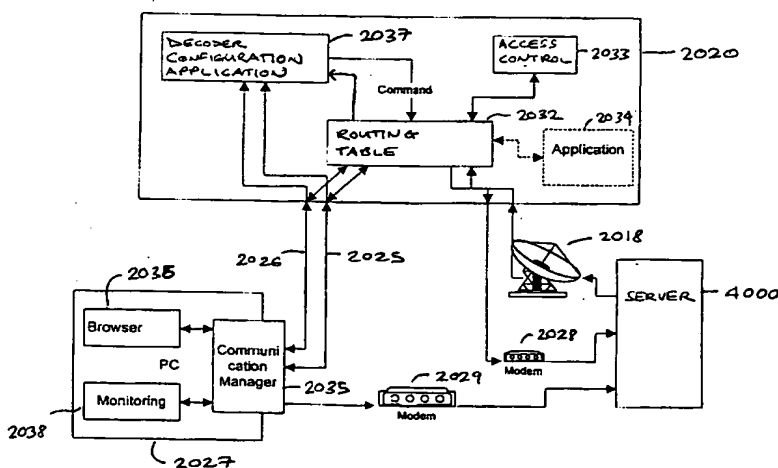 DECODER
CONFIGURATION
APPLICATION
2037
ACCESS
CONTROL
2033
2020
Command
2032
2034
ROUTING
TABLE
Application
2026
2025
2018
2036
SERVER
4000
Browser
PC
Communi
cation
Manager
2028
Modem
2029
2035
Monitoring
Modem
2038
2027